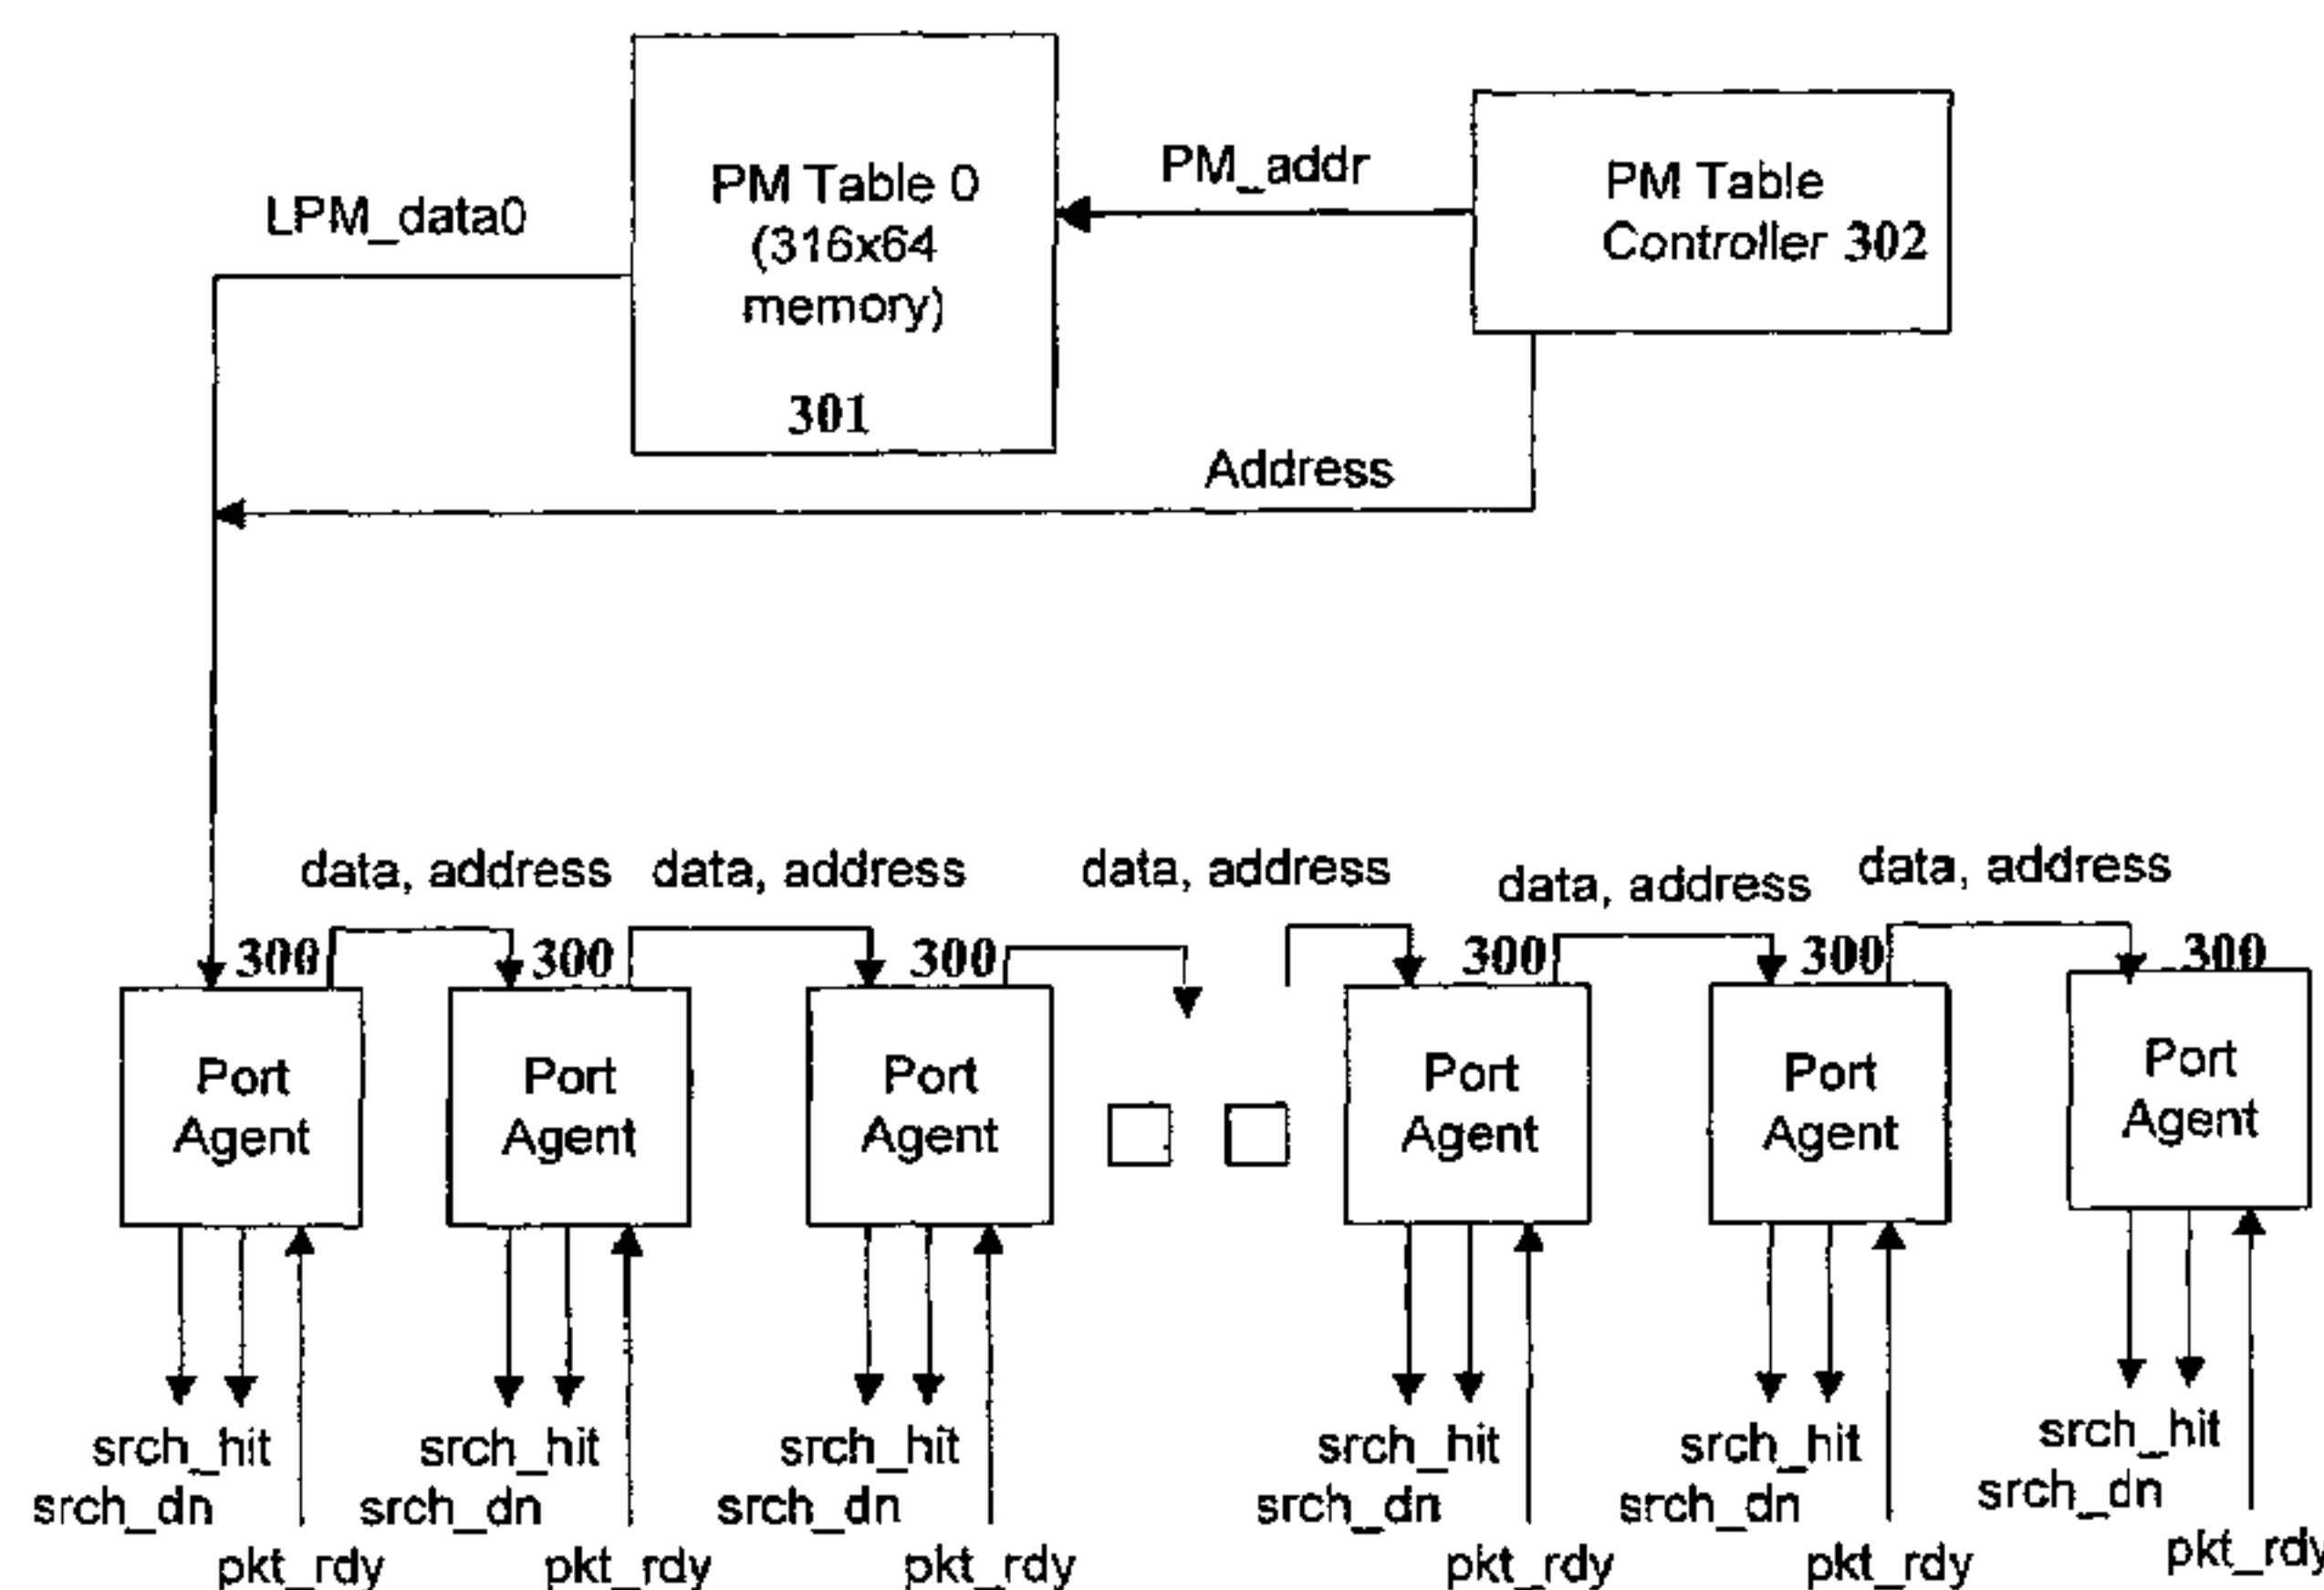 LPM_data0
PM Table 0
(316x64
memory)
301
PM_addr
PM Table
Controller 302
Address
data, address
data, address
data, address
data, address
data, address
300
300
300
300
300
300
Port
Agent
Port
Agent
Port
Agent
Port
Agent
Port
Agent
Port
Agent
srch_hit
srch_dn
pkt_rdy
srch_hit
srch_dn
pkt_rdy
srch_hit
srch_dn
pkt_rdy
srch_hit
srch_dn
pkt_rdy
srch_hit
srch_dn
pkt_rdy
srch_hit
srch_dn
pkt_rdy